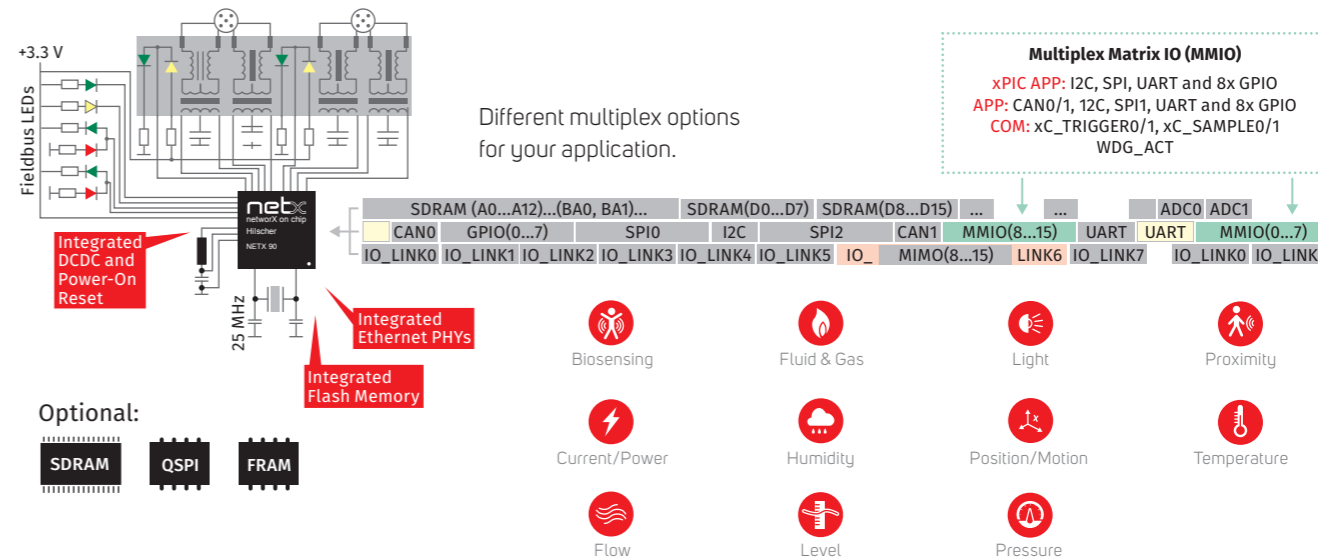 +3.3 V
Fieldbus LEDs
Different multiplex options
for your application.
Multiplex Matrix IO (MMIO)
xPIC APP: I2C, SPI, UART and 8x GPIO
APP: CAN0/1, 12C, SPI1, UART and 8x GPIO
COM: xC_TRIGGER0/1, xC_SAMPLE0/1
WDG_ACT
netx
networX on chip
Hilscher
NETX 90
SDRAM (A0...A12)...(BA0, BA1)... SDRAM(D0...D7) SDRAM(D8...D15) ... ... ADC0 ADC1
CAN0 GPIO(0...7) SPI0 I2C SPI2 CAN1 MMIO(8...15) UART UART MMIO(0...7)
IO_LINK0 IO_LINK1 IO_LINK2 IO_LINK3 IO_LINK4 IO_LINK5 IO_ MIMO(8...15) LINK6 IO_LINK7 IO_LINK0 IO_LINK
Integrated
DCDC and
Power-On
Reset
25 MHz
Integrated
Ethernet PHYs
Integrated
Flash Memory
Optional:
SDRAM QSPI FRAM
Biosensing Fluid & Gas Light Proximity
Current/Power Humidity Position/Motion Temperature
x
Flow Level Pressure